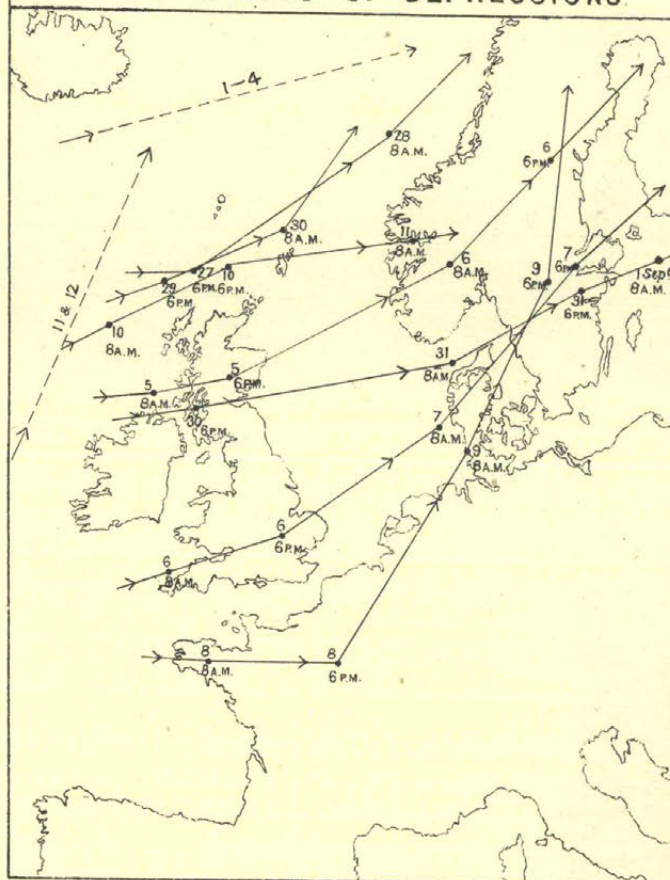 DEPRESSIONS
1–4
28
8 A.M.
6
6 P.M.
30
8 A.M.
11
8 A.M.
27
6 P.M.
10
6 P.M.
29
6 P.M.
6
8 A.M.
7
6 P.M.
9
6 P.M.
1 Sep
8 A.M.
31
6 P.M.
11 & 12
10
8 A.M.
31
8 A.M.
5
8 A.M.
5
6 P.M.
30
6 P.M.
7
8 A.M.
9
8 A.M.
6
6 P.M.
6
8 A.M.
8
8 A.M.
8
6 P.M.